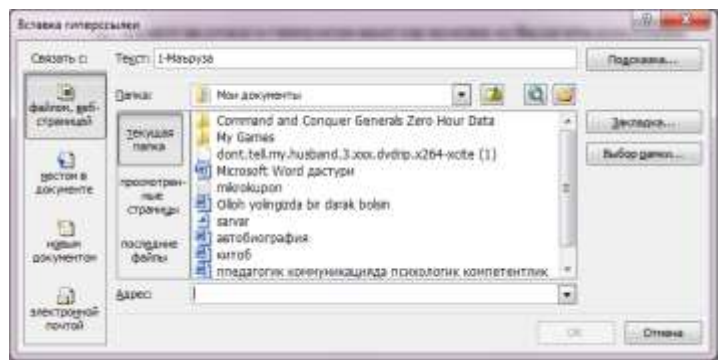 Вставка гиперссылки
Связать с:
Текст: 1-Маъруза
Подсказка...
файлом, веб-страницей
местом в документе
новым документом
электронной почтой
Папка: Мои документы
текущая папка
просмотренные страницы
последние файлы
Command and Conquer Generals Zero Hour Data
My Games
dont.tell.my.husband.3.xxx.dvdrip.x264-xcite (1)
Microsoft Word дастури
mikrokupon
Olloh yolingizda bir darak bolsin
sarvar
автобиография
китоб
ппедагогик коммуникацияда психологик компетентлик
Адрес:
Закладка...
Выбор рамки...
ОК
Отмена